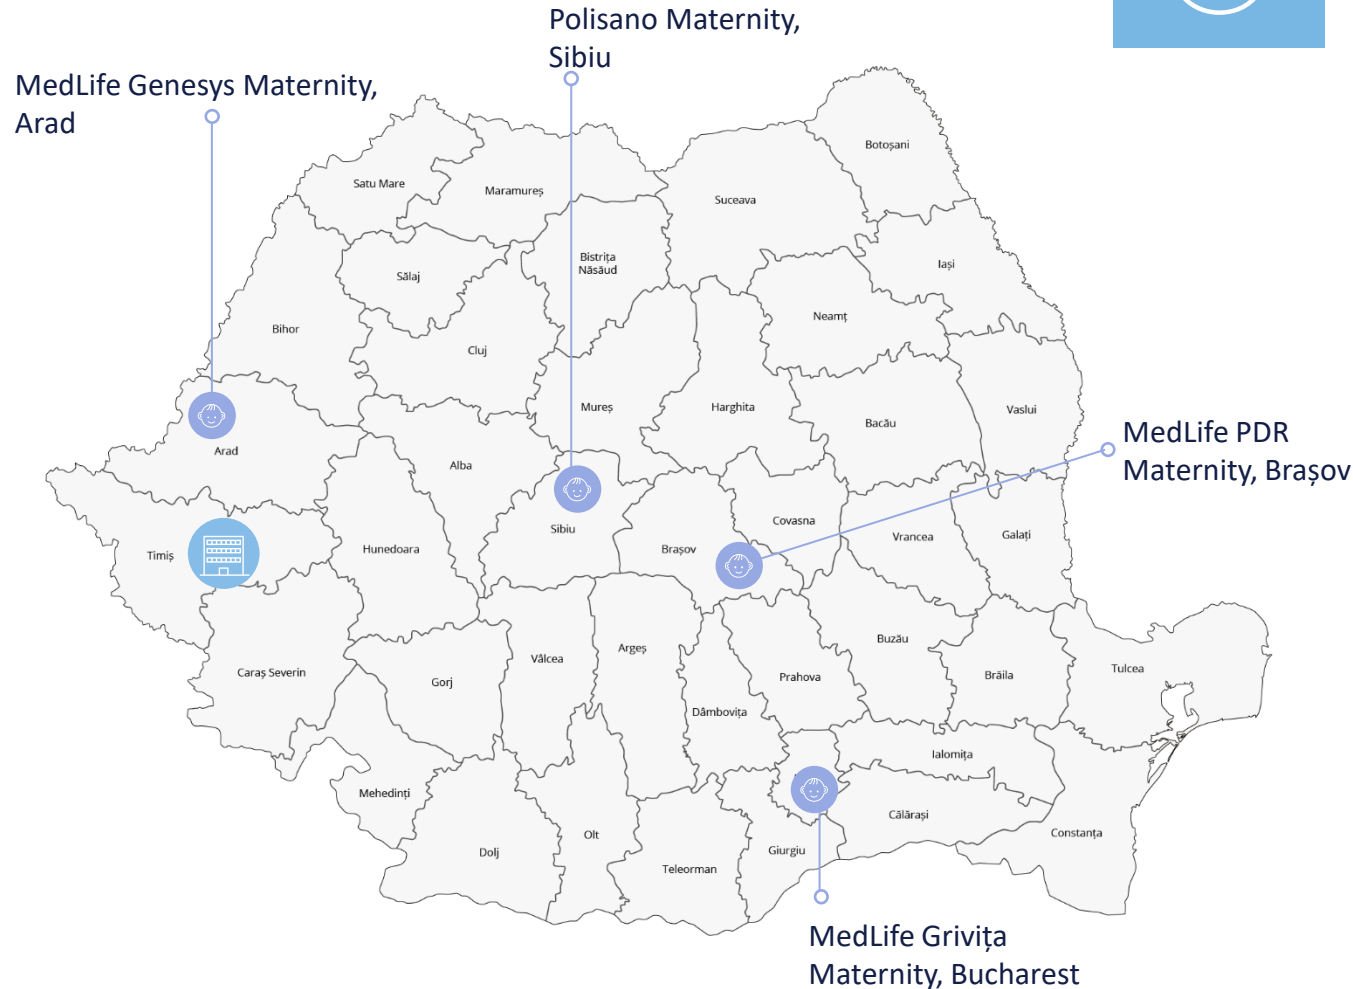 Polisano Maternity,
Sibiu
MedLife Genesys Maternity,
Arad
Botoșani
Satu Mare
Maramureș
Suceava
Bistrița
Năsăud
Iași
Sălaj
Neamț
Bihor
Cluj
Mureș
Harghita
Vaslui
Bacău
MedLife PDR
Maternity, Brașov
Arad
Alba
Covasna
Sibiu
Vrancea
Galați
Timiș
Hunedoara
Brașov
Buzău
Argeș
Vâlcea
Tulcea
Caraș Severin
Gorj
Prahova
Brăila
Dâmbovița
Ialomița
Mehedinți
Călărași
Constanța
Olt
Dolj
Giurgiu
Teleorman
MedLife Grivița
Maternity, Bucharest